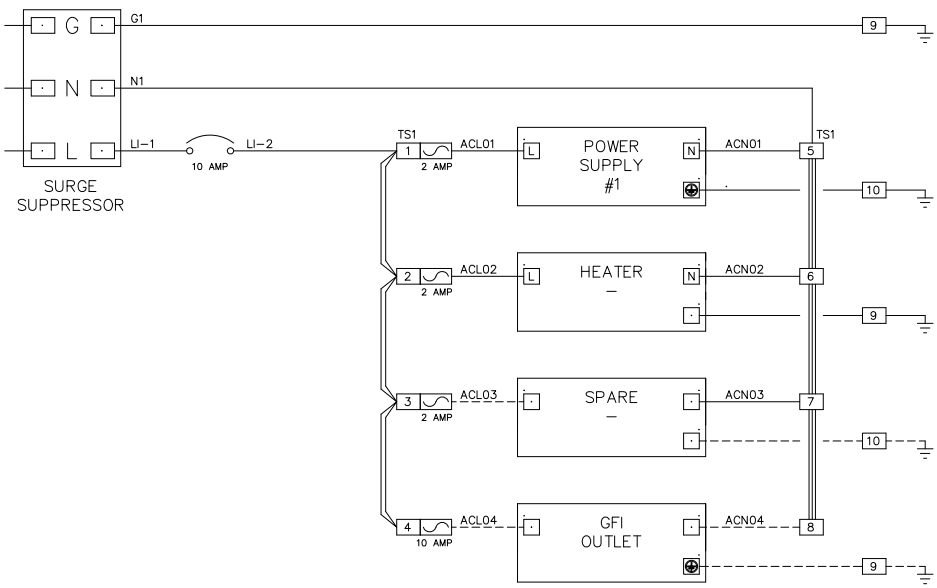 G G1 9
N N1
L LI-1 LI-2
10 AMP
SURGE
SUPPRESSOR
TS1 TS1
1 ACL01 L POWER N ACN01 5
2 AMP SUPPLY
#1 10
2 ACL02 L HEATER N ACN02 6
2 AMP –
9
3 ACL03 SPARE ACN03 7
2 AMP –
10
4 ACL04 GFI ACN04 8
10 AMP OUTLET
9